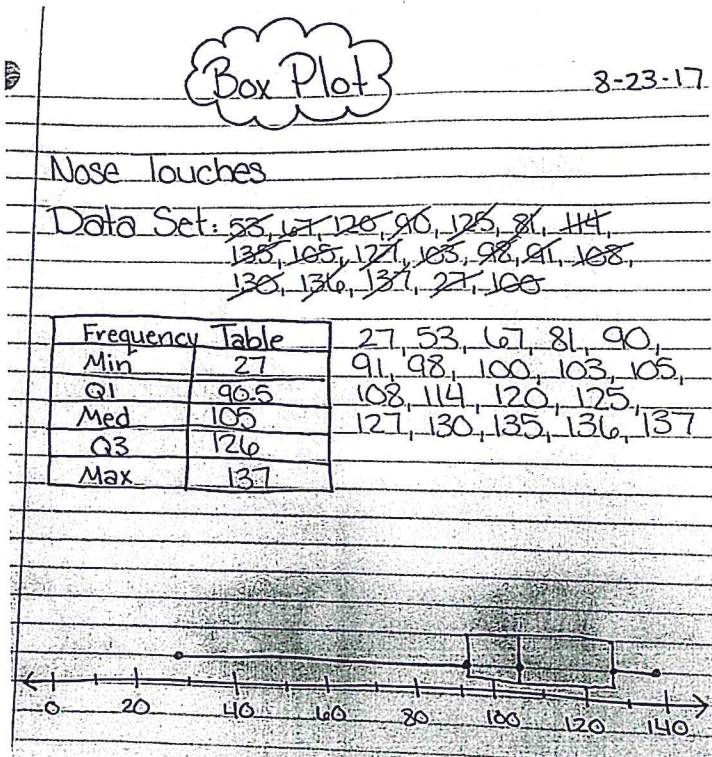 Box Plot
8-23-17
Nose Touches
Data Set: 53, 67, 120, 90, 125, 81, 114,
135, 105, 127, 103, 98, 91, 108,
130, 136, 137, 27, 100
Frequency Table
Min 27
Q1 90.5
Med 105
Q3 126
Max 137
27, 53, 67, 81, 90,
91, 98, 100, 103, 105,
108, 114, 120, 125,
127, 130, 135, 136, 137
0 20 40 60 80 100 120 140